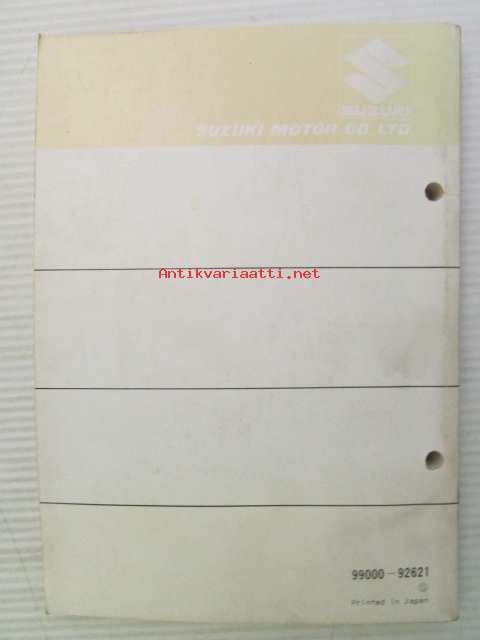 SUZUKI
SUZUKI MOTOR CO.,LTD.
Antikvariaatti.net
99000-92621
Printed in Japan